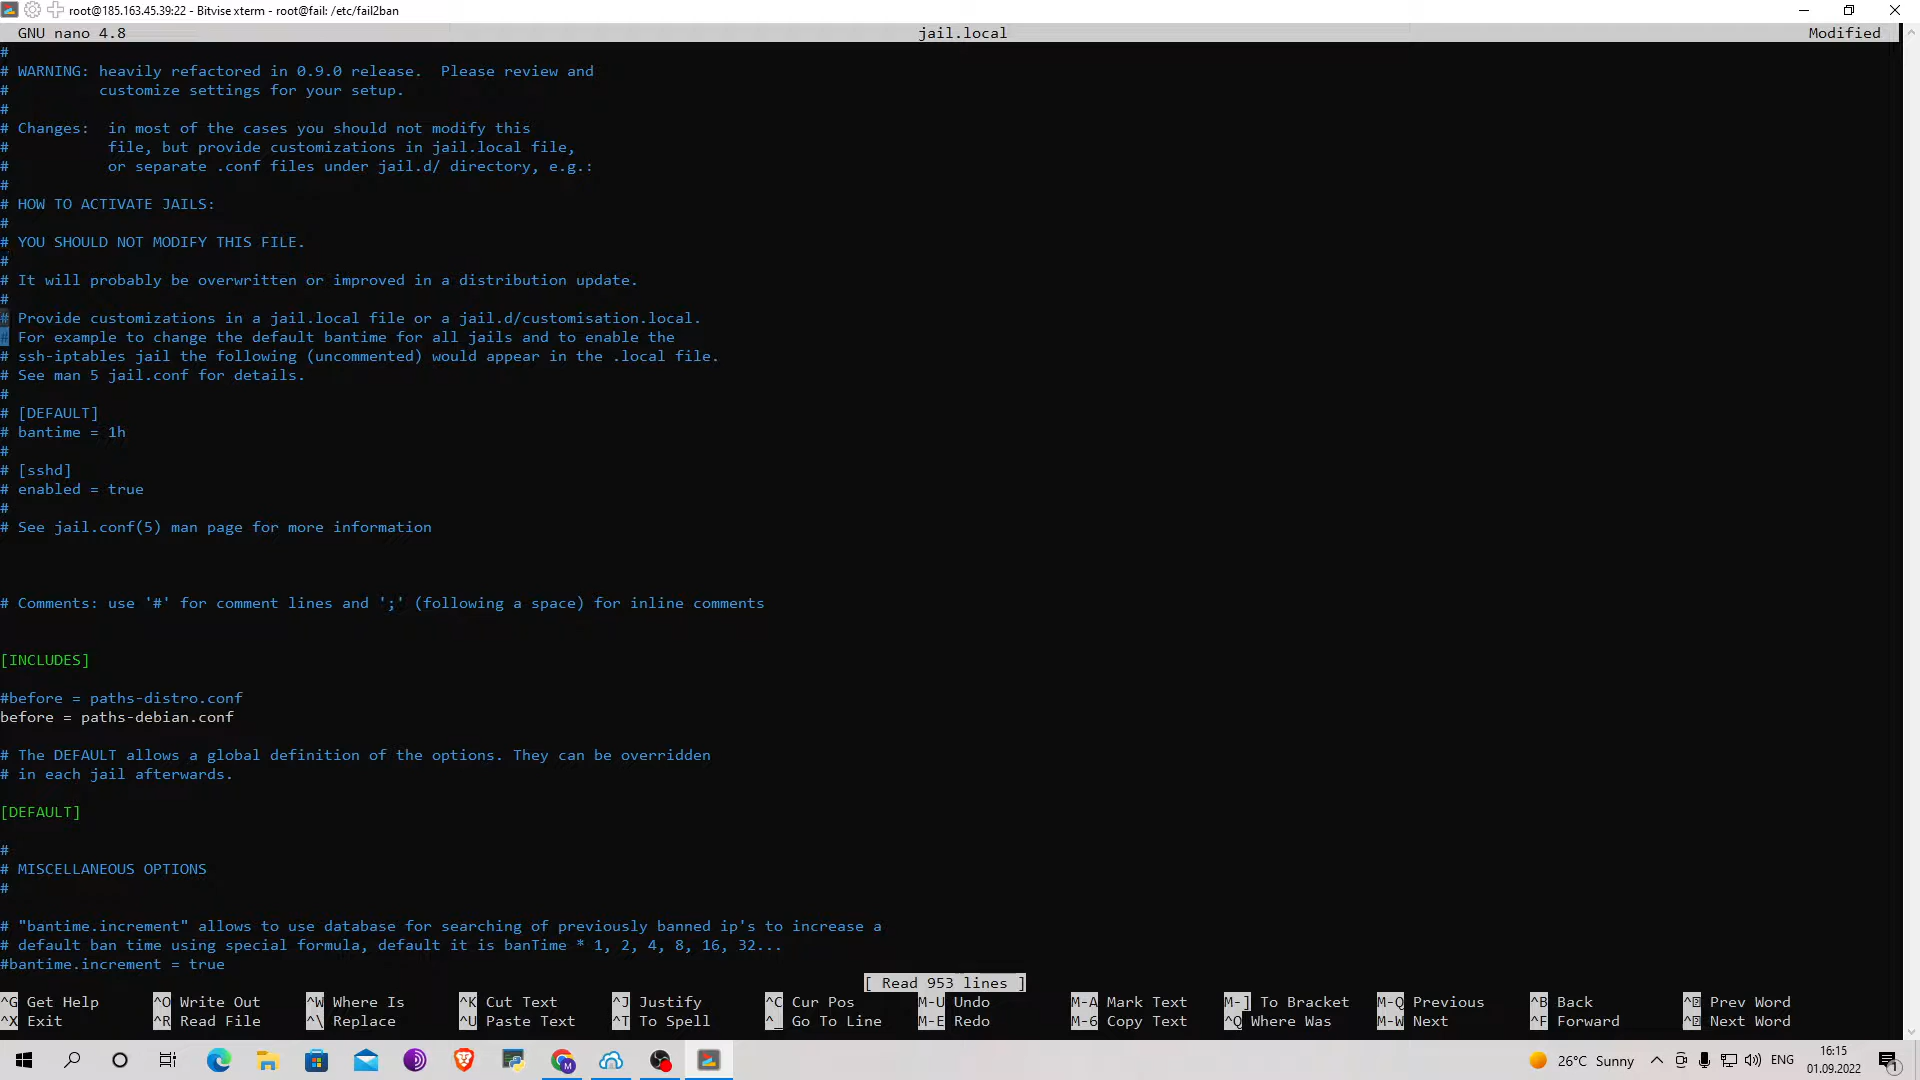 root@185.163.45.39:22 - Bitvise xterm - root@fail: /etc/fail2ban
GNU nano 4.8 jail.local Modified
#
# WARNING: heavily refactored in 0.9.0 release.  Please review and
#          customize settings for your setup.
#
# Changes:  in most of the cases you should not modify this
#           file, but provide customizations in jail.local file,
#           or separate .conf files under jail.d/ directory, e.g.:
#
# HOW TO ACTIVATE JAILS:
#
# YOU SHOULD NOT MODIFY THIS FILE.
#
# It will probably be overwritten or improved in a distribution update.
#
# Provide customizations in a jail.local file or a jail.d/customisation.local.
# For example to change the default bantime for all jails and to enable the
# ssh-iptables jail the following (uncommented) would appear in the .local file.
# See man 5 jail.conf for details.
#
# [DEFAULT]
# bantime = 1h
#
# [sshd]
# enabled = true
#
# See jail.conf(5) man page for more information
# Comments: use '#' for comment lines and ';' (following a space) for inline comments
[INCLUDES]
#before = paths-distro.conf
before = paths-debian.conf
# The DEFAULT allows a global definition of the options. They can be overridden
# in each jail afterwards.
[DEFAULT]
#
# MISCELLANEOUS OPTIONS
#
# "bantime.increment" allows to use database for searching of previously banned ip's to increase a
# default ban time using special formula, default it is banTime * 1, 2, 4, 8, 16, 32...
#bantime.increment = true
[ Read 953 lines ]
^G Get Help ^O Write Out ^W Where Is ^K Cut Text ^J Justify ^C Cur Pos M-U Undo M-A Mark Text M-] To Bracket M-Q Previous ^B Back Prev Word
^X Exit ^R Read File ^\ Replace ^U Paste Text ^T To Spell ^_ Go To Line M-E Redo M-6 Copy Text ^Q Where Was M-W Next ^F Forward Next Word
26°C Sunny ENG 16:15
01.09.2022 1